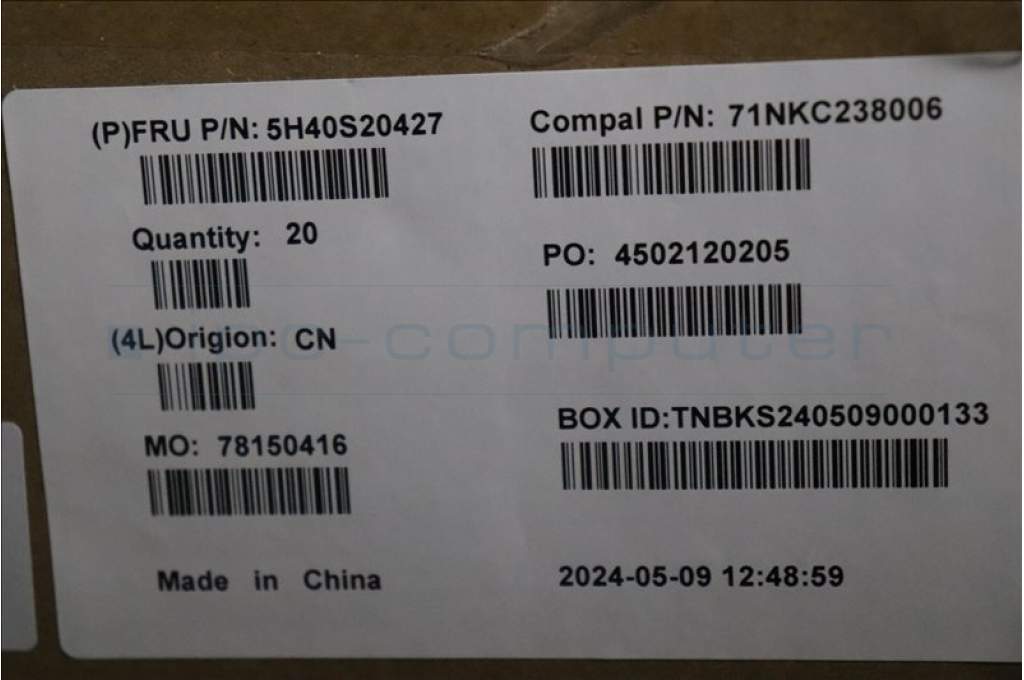 (P)FRU P/N: 5H40S20427
Compal P/N: 71NKC238006
Quantity: 20
PO: 4502120205
(4L)Origion: CN
MO: 78150416
BOX ID:TNBKS240509000133
Made in China
2024-05-09 12:48:59